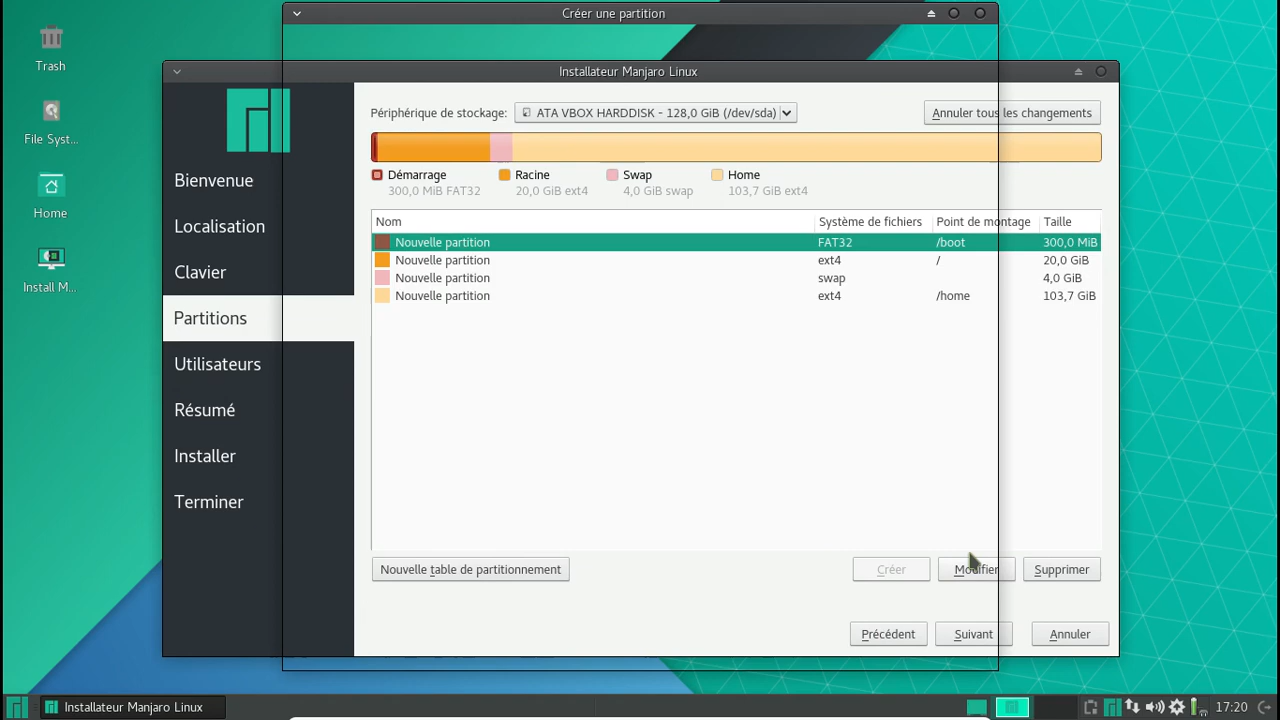 Créer une partition
Trash
File Syst...
Home
Install M...
Installateur Manjaro Linux
Bienvenue
Localisation
Clavier
Partitions
Utilisateurs
Résumé
Installer
Terminer
Périphérique de stockage: ATA VBOX HARDDISK - 128,0 GiB (/dev/sda) Annuler tous les changements
Démarrage Racine Swap Home
300,0 MiB FAT32 20,0 GiB ext4 4,0 GiB swap 103,7 GiB ext4
Nom Système de fichiers Point de montage Taille
Nouvelle partition FAT32 /boot 300,0 MiB
Nouvelle partition ext4 / 20,0 GiB
Nouvelle partition swap 4,0 GiB
Nouvelle partition ext4 /home 103,7 GiB
Nouvelle table de partitionnement Créer Modifier Supprimer
Précédent Suivant Annuler
Installateur Manjaro Linux 17:20